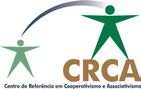 CRCA
Centro de Referência em Cooperativismo e Associativismo